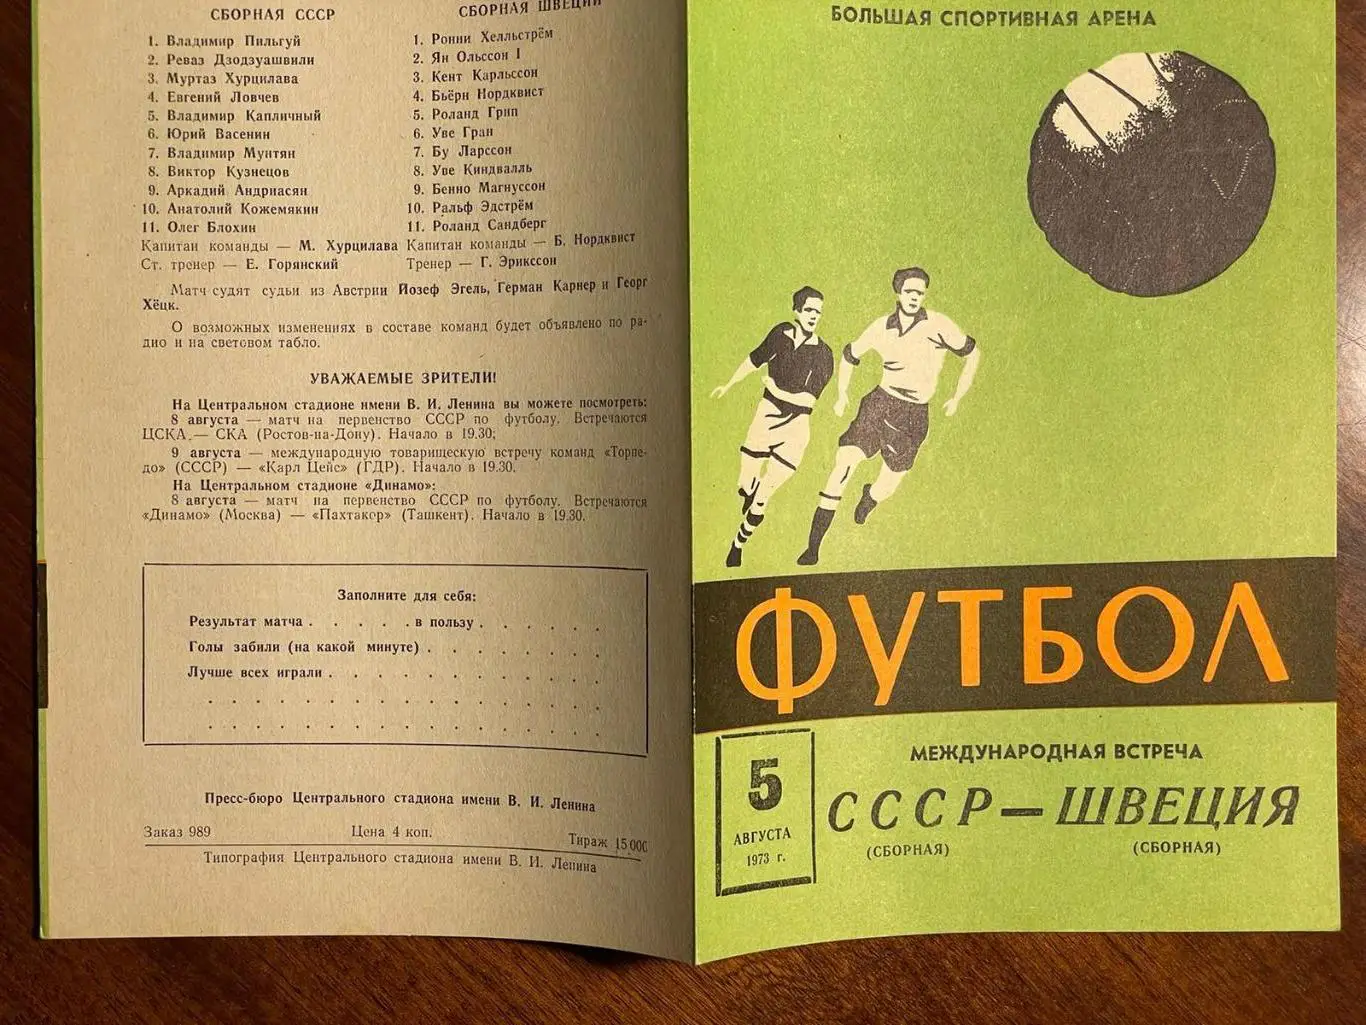 СБОРНАЯ СССР
1. Владимир Пильгуй
2. Реваз Дзодзуашвили
3. Муртаз Хурцилава
4. Евгений Ловчев
5. Владимир Капличный
6. Юрий Васенин
7. Владимир Мунтян
8. Виктор Кузнецов
9. Аркадий Андриасян
10. Анатолий Кожемякин
11. Олег Блохин
Капитан команды — М. Хурцилава
Ст. тренер — Е. Горянский
СБОРНАЯ ШВЕЦИИ
1. Ронни Хелльстрём
2. Ян Ольссон I
3. Кент Карльссон
4. Бьёрн Нордквист
5. Роланд Грип
6. Уве Гран
7. Бу Ларссон
8. Уве Киндвалль
9. Бенно Магнуссон
10. Ральф Эдстрём
11. Роланд Сандберг
Капитан команды — Б. Нордквист
Тренер — Г. Эрикссон
Матч судят судьи из Австрии Йозеф Эгель, Герман Карнер и Георг
Хёцк.
О возможных изменениях в составе команд будет объявлено по ра-
дио и на световом табло.
УВАЖАЕМЫЕ ЗРИТЕЛИ!
На Центральном стадионе имени В. И. Ленина вы можете посмотреть:
8 августа — матч на первенство СССР по футболу. Встречаются
ЦСКА — СКА (Ростов-на-Дону). Начало в 19.30;
9 августа — международную товарищескую встречу команд «Торпе-
до» (СССР) — «Карл Цейс» (ГДР). Начало в 19.30.
На Центральном стадионе «Динамо»:
8 августа — матч на первенство СССР по футболу. Встречаются
«Динамо» (Москва) — «Пахтакор» (Ташкент). Начало в 19.30.
Заполните для себя:
Результат матча . . . . . в пользу . . . . . .
Голы забили (на какой минуте) . . . . . . . .
Лучше всех играли . . . . . . . . . . . .
Пресс-бюро Центрального стадиона имени В. И. Ленина
Заказ 989 Цена 4 коп. Тираж 15 000
Типография Центрального стадиона имени В. И. Ленина
БОЛЬШАЯ СПОРТИВНАЯ АРЕНА
ФУТБОЛ
5
АВГУСТА
1973 г.
МЕЖДУНАРОДНАЯ ВСТРЕЧА
СССР — ШВЕЦИЯ
(СБОРНАЯ) (СБОРНАЯ)